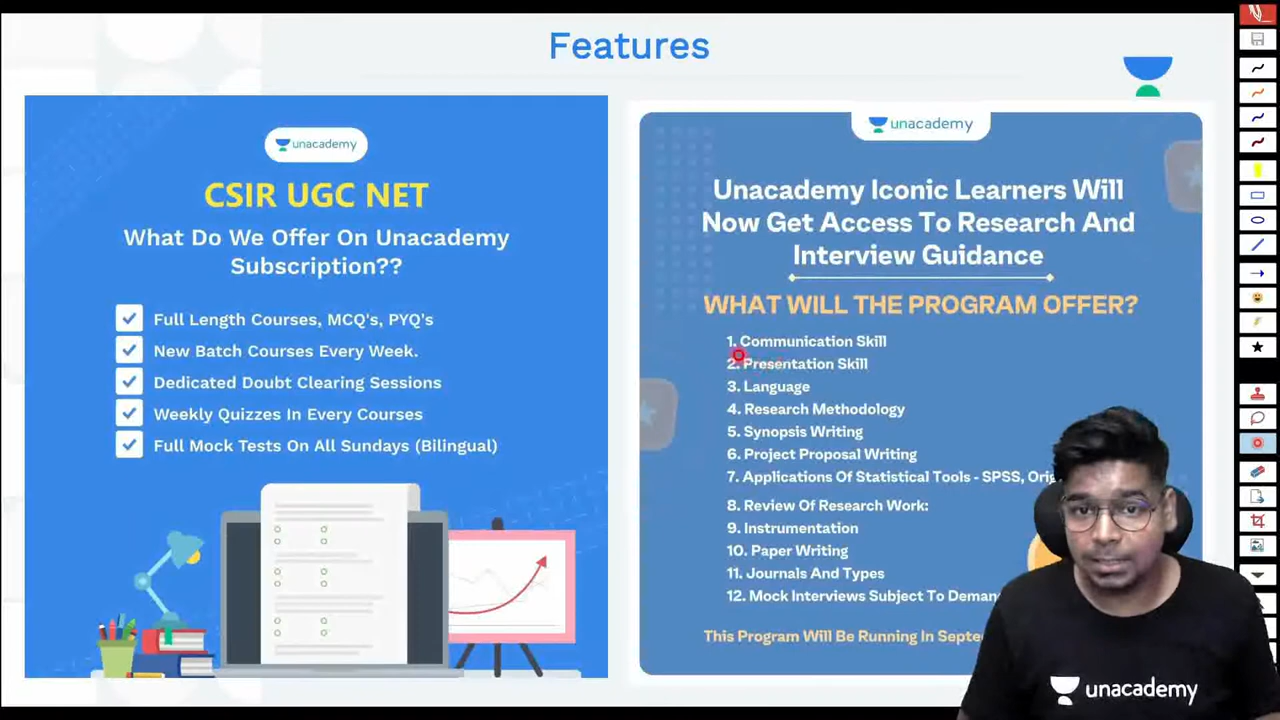 Features
unacademy
CSIR UGC NET
What Do We Offer On Unacademy
Subscription??
Full Length Courses, MCQ's, PYQ's
New Batch Courses Every Week.
Dedicated Doubt Clearing Sessions
Weekly Quizzes In Every Courses
Full Mock Tests On All Sundays (Bilingual)
unacademy
Unacademy Iconic Learners Will
Now Get Access To Research And
Interview Guidance
WHAT WILL THE PROGRAM OFFER?
1. Communication Skill
2. Presentation Skill
3. Language
4. Research Methodology
5. Synopsis Writing
6. Project Proposal Writing
7. Applications Of Statistical Tools - SPSS,
8. Review Of Research Work:
9. Instrumentation
10. Paper Writing
11. Journals And Types
12. Mock Interviews Subject To
This Program Will Be Running In
unacademy